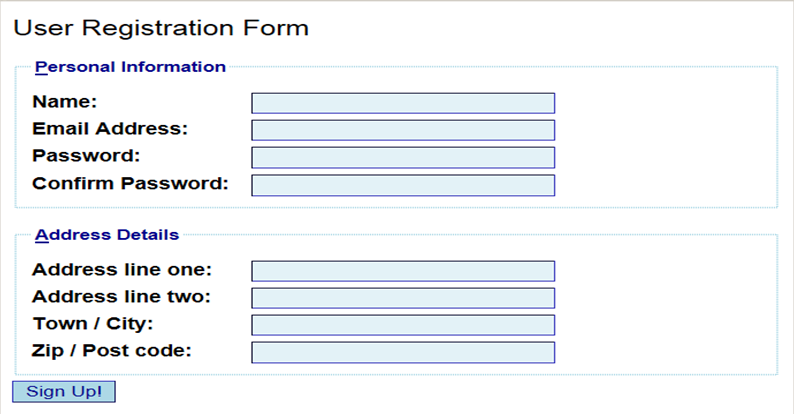 User Registration Form
Personal Information
Name:
Email Address:
Password:
Confirm Password:
Address Details
Address line one:
Address line two:
Town / City:
Zip / Post code:
Sign Up!